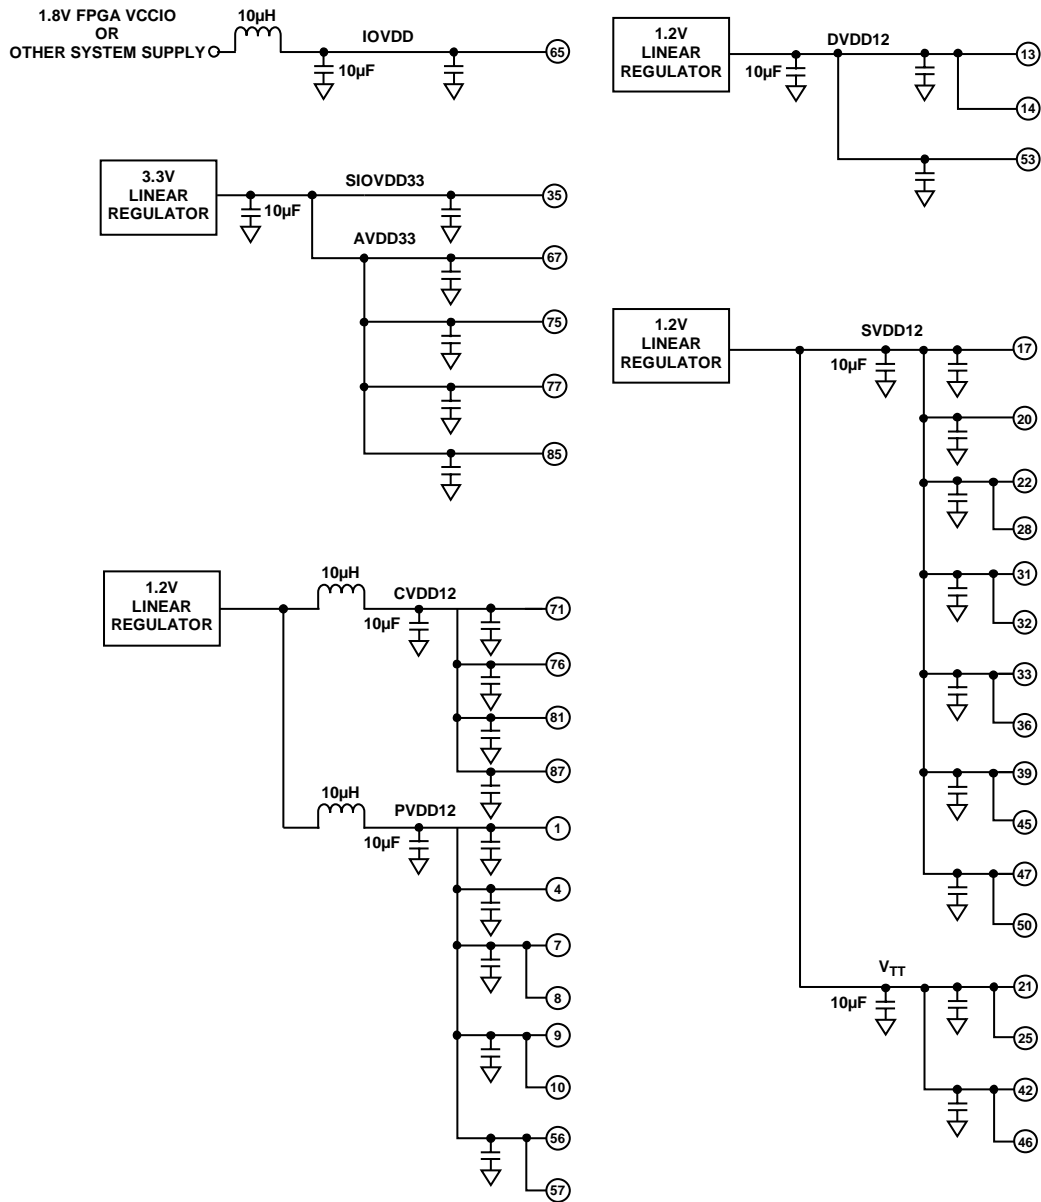 1.8V FPGA VCCIO
OR
OTHER SYSTEM SUPPLY
10µH
IOVDD
10µF
65
3.3V
LINEAR
REGULATOR
10µF
SIOVDD33
35
AVDD33
67
75
77
85
1.2V
LINEAR
REGULATOR
10µH
CVDD12
10µF
71
76
81
87
10µH
PVDD12
10µF
1
4
7
8
9
10
56
57
1.2V
LINEAR
REGULATOR
DVDD12
10µF
13
14
53
1.2V
LINEAR
REGULATOR
SVDD12
10µF
17
20
22
28
31
32
33
36
39
45
47
50
VTT
10µF
21
25
42
46